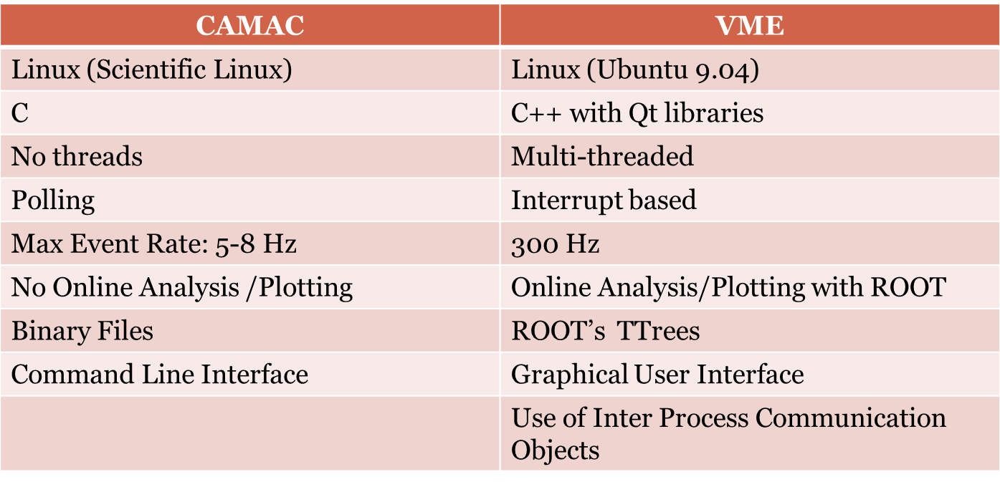 CAMAC VME
Linux (Scientific Linux) Linux (Ubuntu 9.04)
C C++ with Qt libraries
No threads Multi-threaded
Polling Interrupt based
Max Event Rate: 5-8 Hz 300 Hz
No Online Analysis /Plotting Online Analysis/Plotting with ROOT
Binary Files ROOT’s TTrees
Command Line Interface Graphical User Interface
Use of Inter Process Communication
Objects